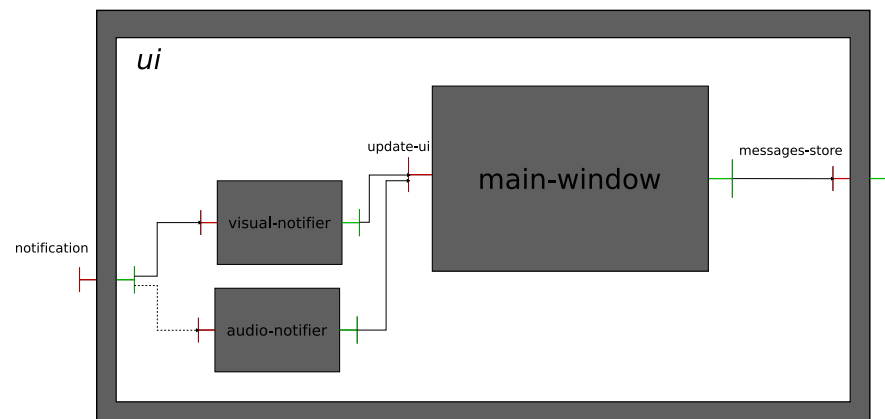 ui
update-ui
messages-store
main-window
visual-notifier
notification
audio-notifier